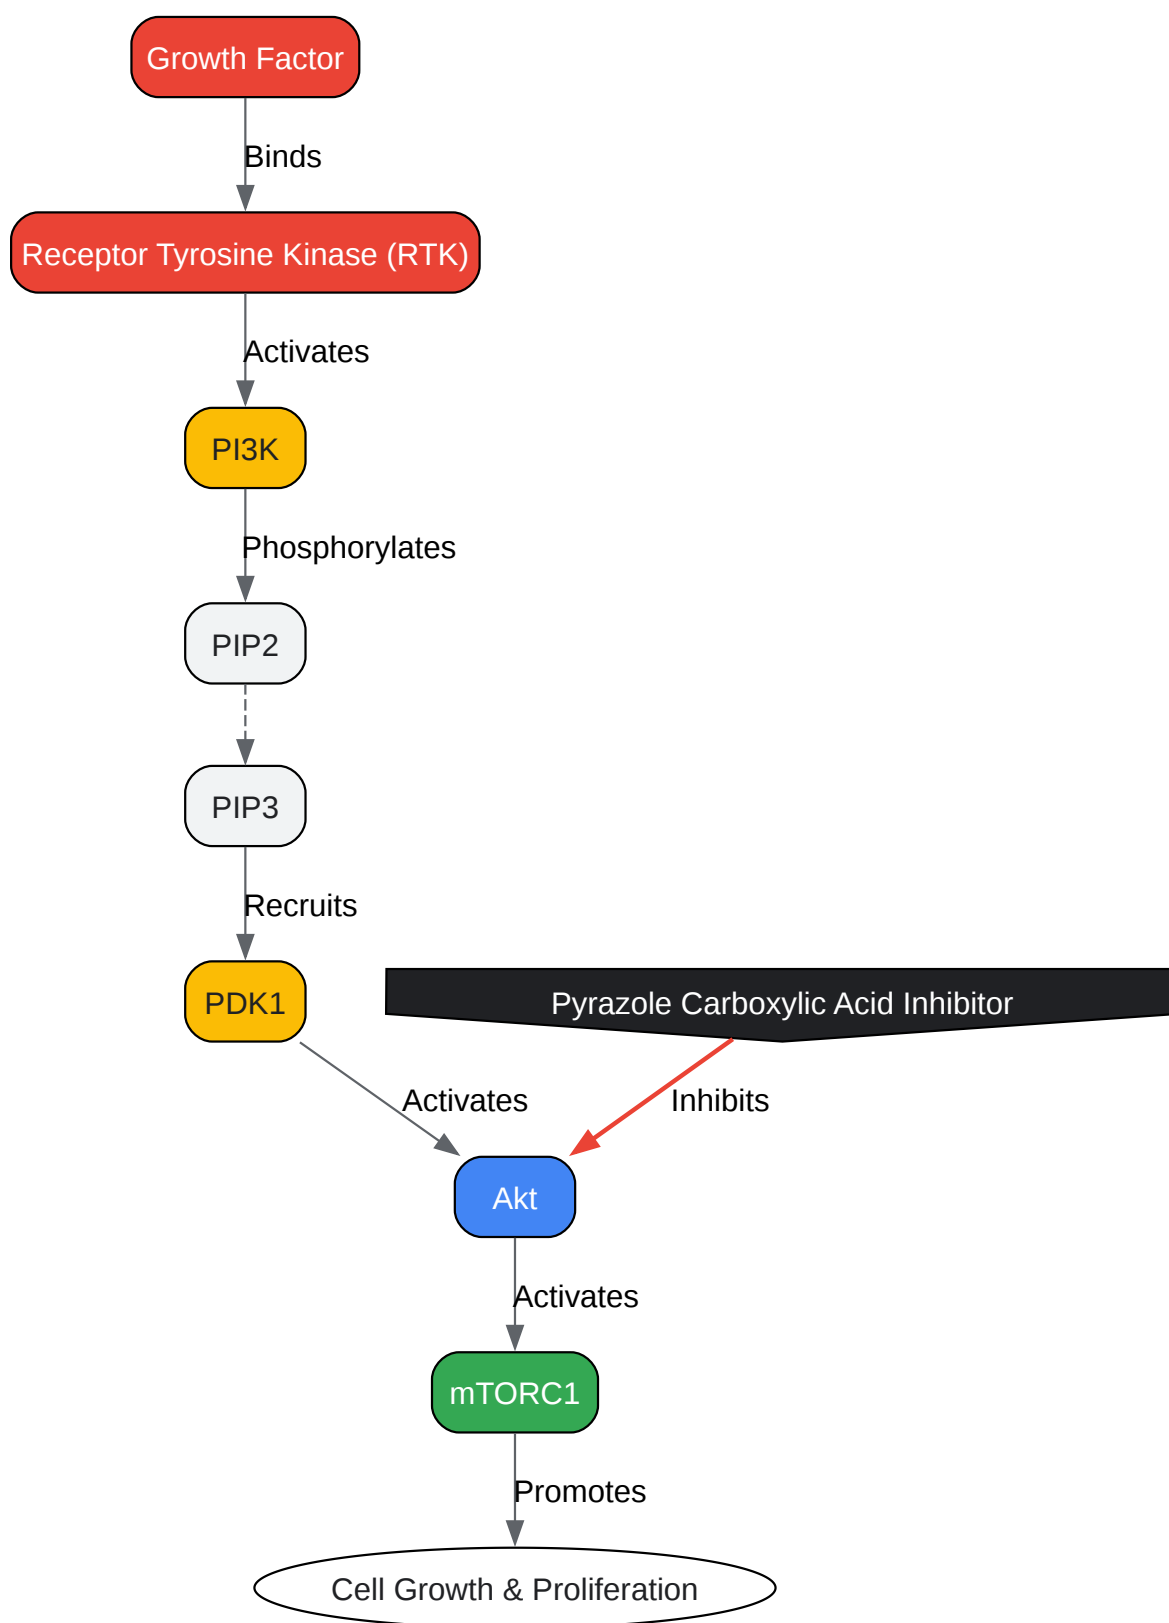 Growth Factor
Binds
Receptor Tyrosine Kinase (RTK)
Activates
PI3K
Phosphorylates
PIP2
PIP3
Recruits
PDK1
Pyrazole Carboxylic Acid Inhibitor
Activates
Inhibits
Akt
Activates
mTORC1
Promotes
Cell Growth & Proliferation